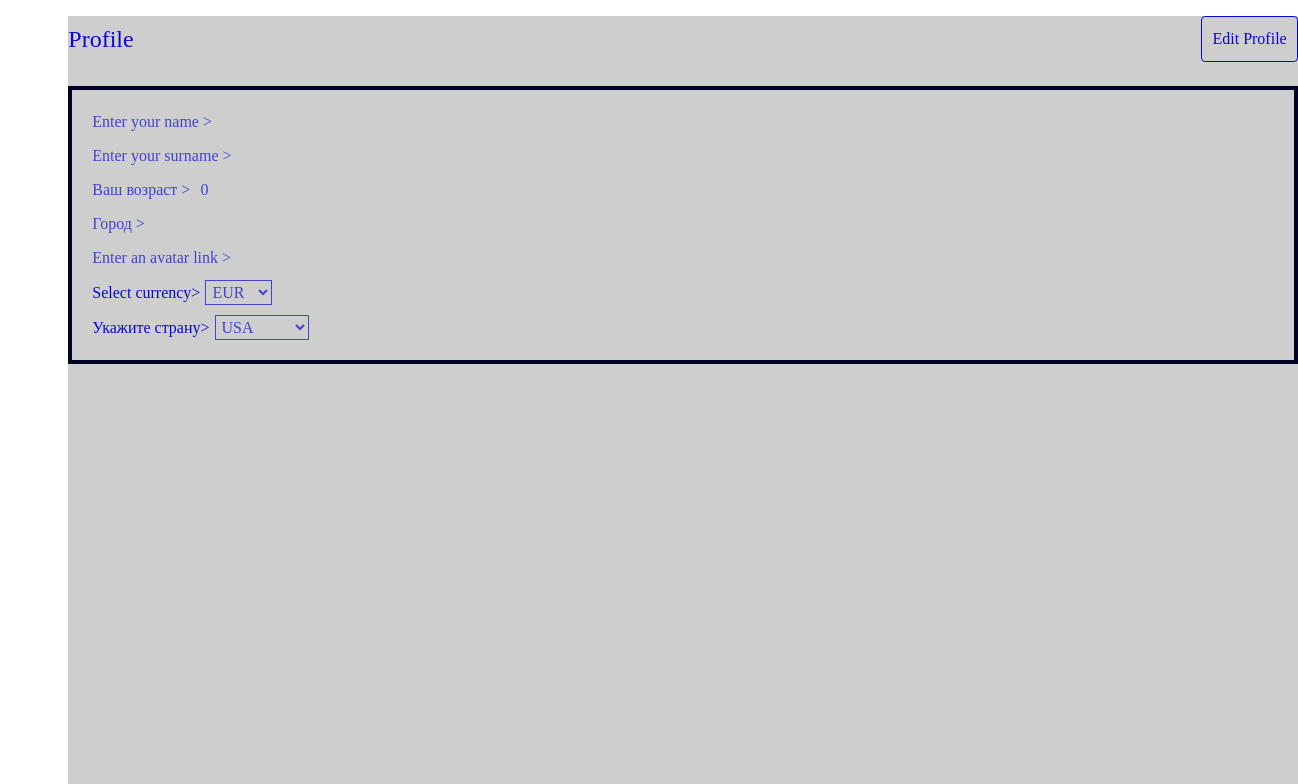 Profile
Edit Profile
Enter your name >
Enter your surname >
Ваш возраст > 0
Город >
Enter an avatar link >
Select currency> EUR
Укажите страну> USA